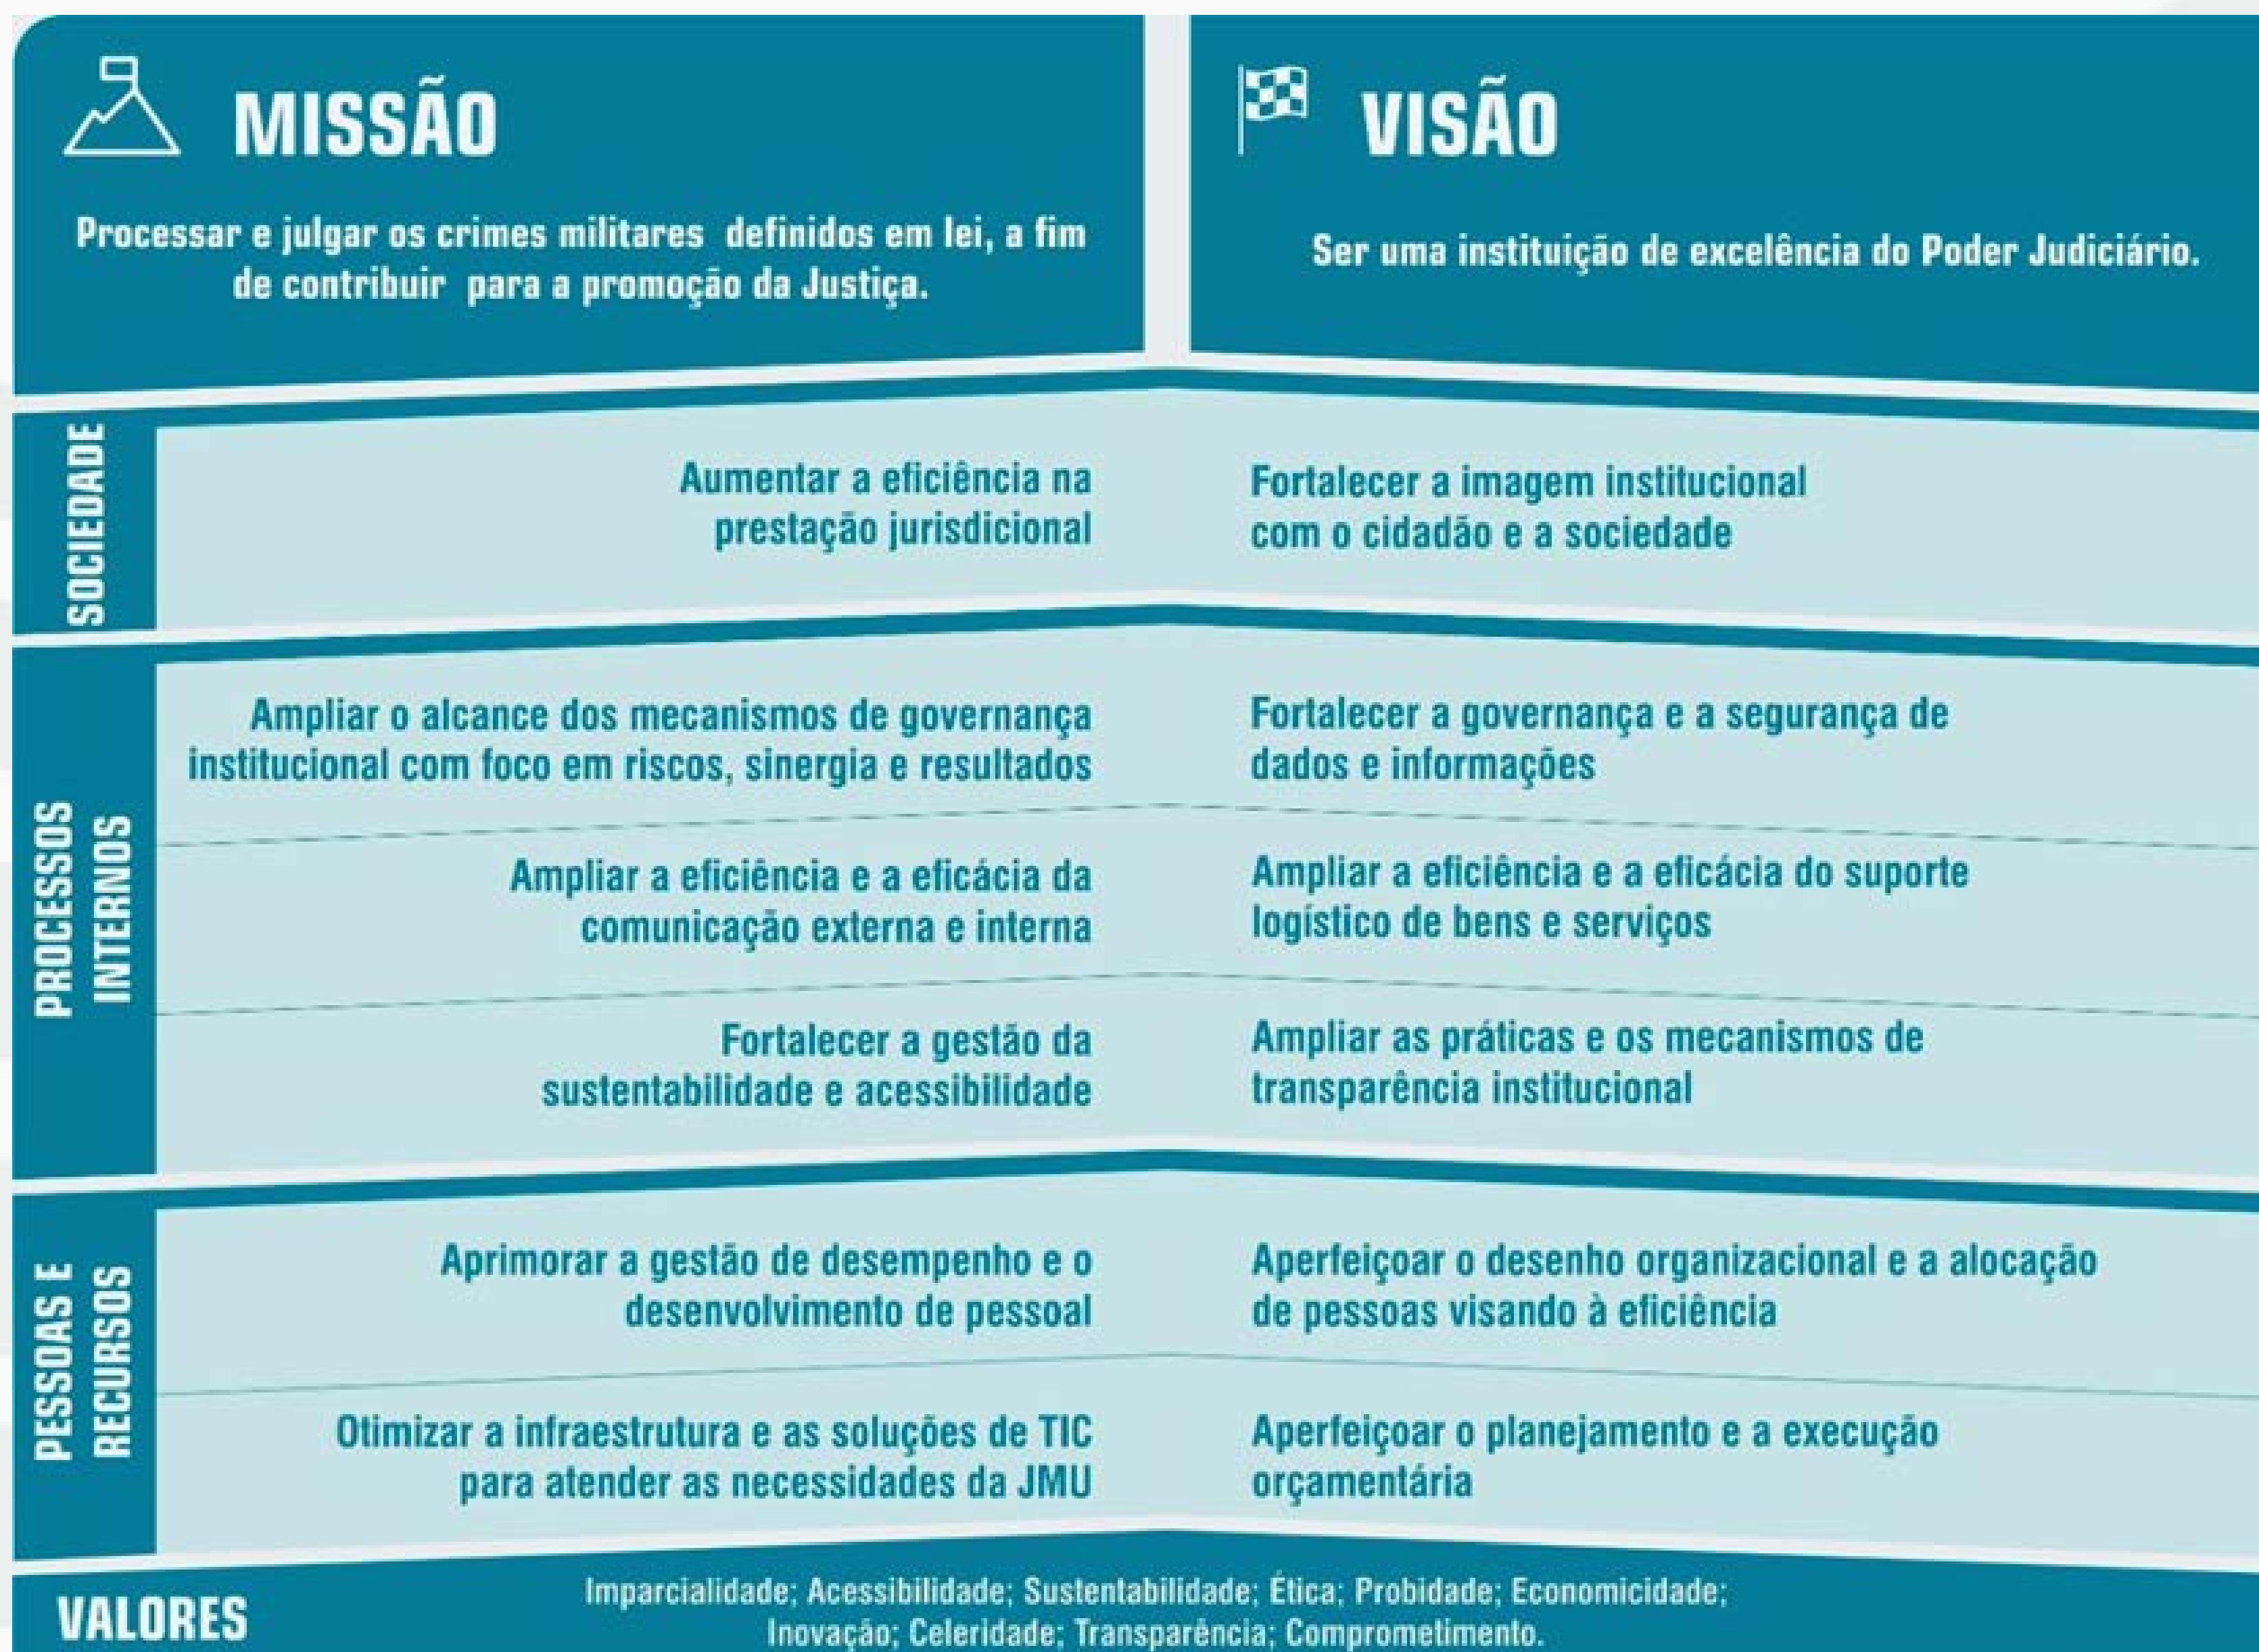 MISSÃO
Processar e julgar os crimes militares definidos em lei, a fim
de contribuir para a promoção da Justiça.
VISÃO
Ser uma instituição de excelência do Poder Judiciário.
SOCIEDADE
Aumentar a eficiência na
prestação jurisdicional
Fortalecer a imagem institucional
com o cidadão e a sociedade
PROCESSOS
INTERNOS
Ampliar o alcance dos mecanismos de governança
institucional com foco em riscos, sinergia e resultados
Fortalecer a governança e a segurança de
dados e informações
Ampliar a eficiência e a eficácia da
comunicação externa e interna
Ampliar a eficiência e a eficácia do suporte
logístico de bens e serviços
Fortalecer a gestão da
sustentabilidade e acessibilidade
Ampliar as práticas e os mecanismos de
transparência institucional
PESSOAS E
RECURSOS
Aprimorar a gestão de desempenho e o
desenvolvimento de pessoal
Aperfeiçoar o desenho organizacional e a alocação
de pessoas visando à eficiência
Otimizar a infraestrutura e as soluções de TIC
para atender as necessidades da JMU
Aperfeiçoar o planejamento e a execução
orçamentária
VALORES
Imparcialidade; Acessibilidade; Sustentabilidade; Ética; Probidade; Economicidade;
Inovação; Celeridade; Transparência; Comprometimento.